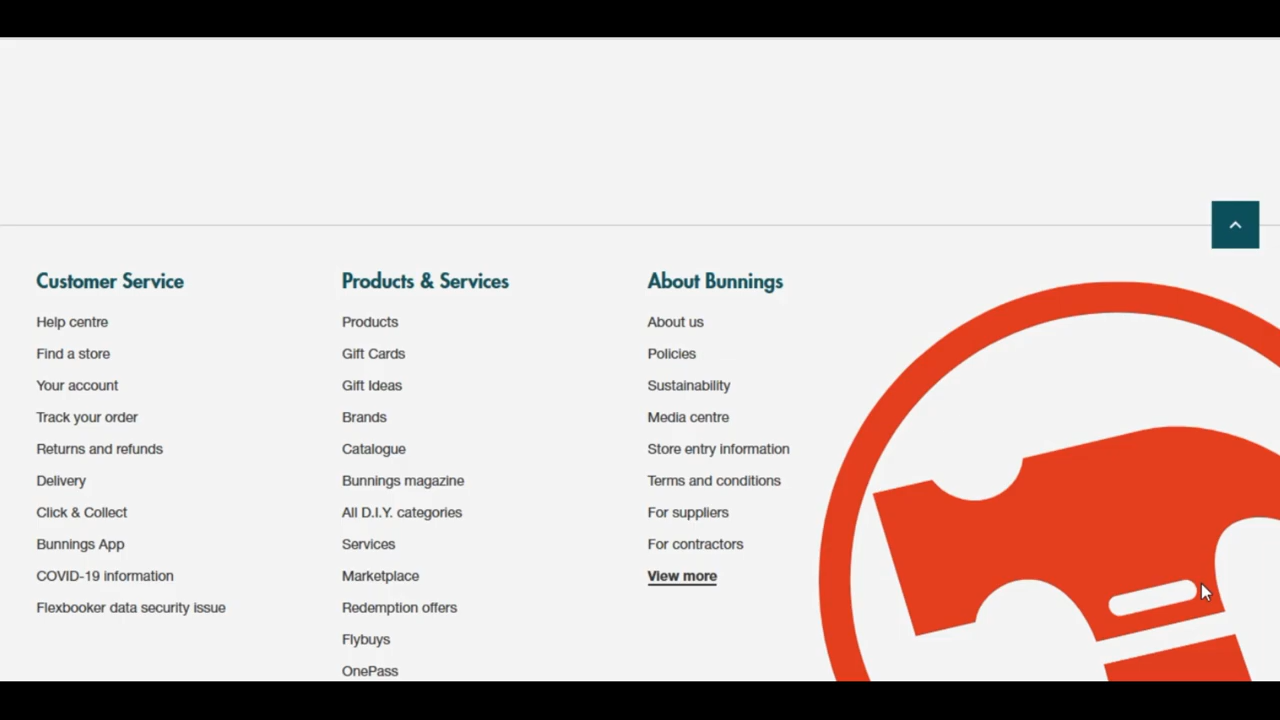 Customer Service
Help centre
Find a store
Your account
Track your order
Returns and refunds
Delivery
Click & Collect
Bunnings App
COVID-19 information
Flexbooker data security issue
Products & Services
Products
Gift Cards
Gift Ideas
Brands
Catalogue
Bunnings magazine
All D.I.Y. categories
Services
Marketplace
Redemption offers
Flybuys
OnePass
About Bunnings
About us
Policies
Sustainability
Media centre
Store entry information
Terms and conditions
For suppliers
For contractors
View more